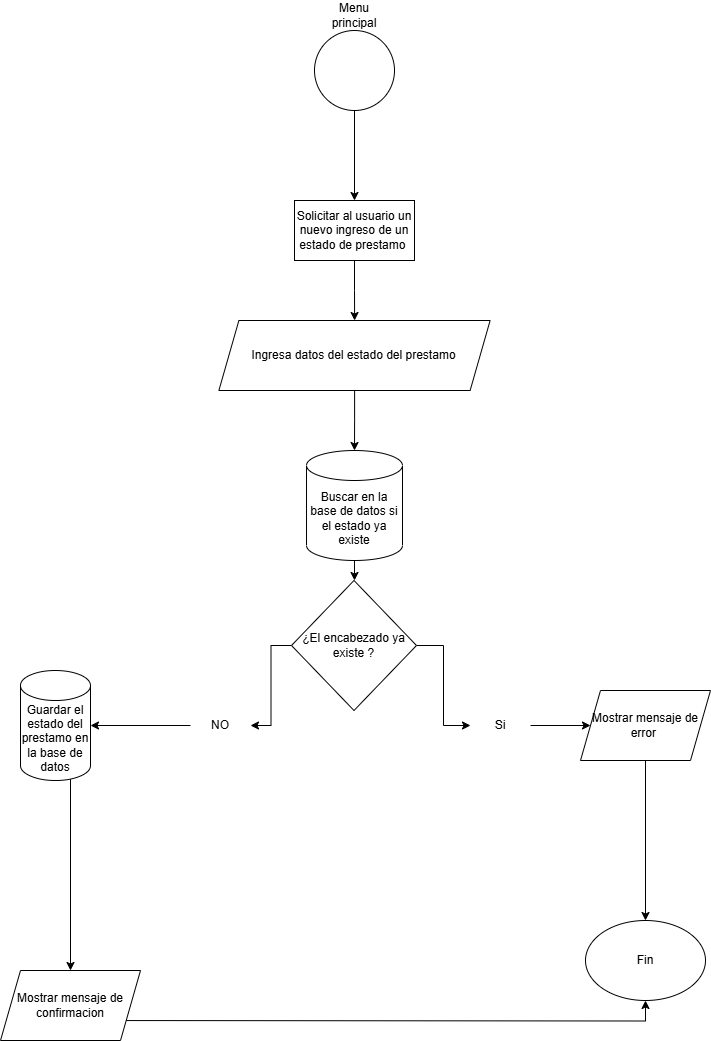 Menu
principal
Solicitar al usuario un
nuevo ingreso de un
estado de prestamo
Ingresa datos del estado del prestamo
Buscar en la
base de datos si
el estado ya
existe
¿El encabezado ya
existe ?
NO
Si
Guardar el
estado del
prestamo en
la base de
datos
Mostrar mensaje de
error
Fin
Mostrar mensaje de
confirmacion